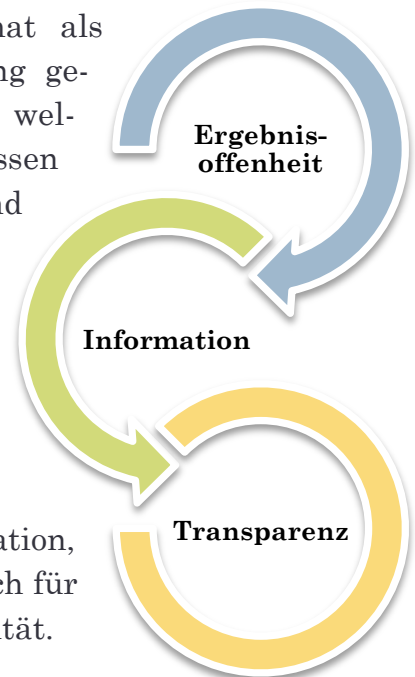 hat als
ng ge-
wel-
ssen
nd
Ergebnis-
offenheit
Information
Transparenz
ation,
ch für
tät.